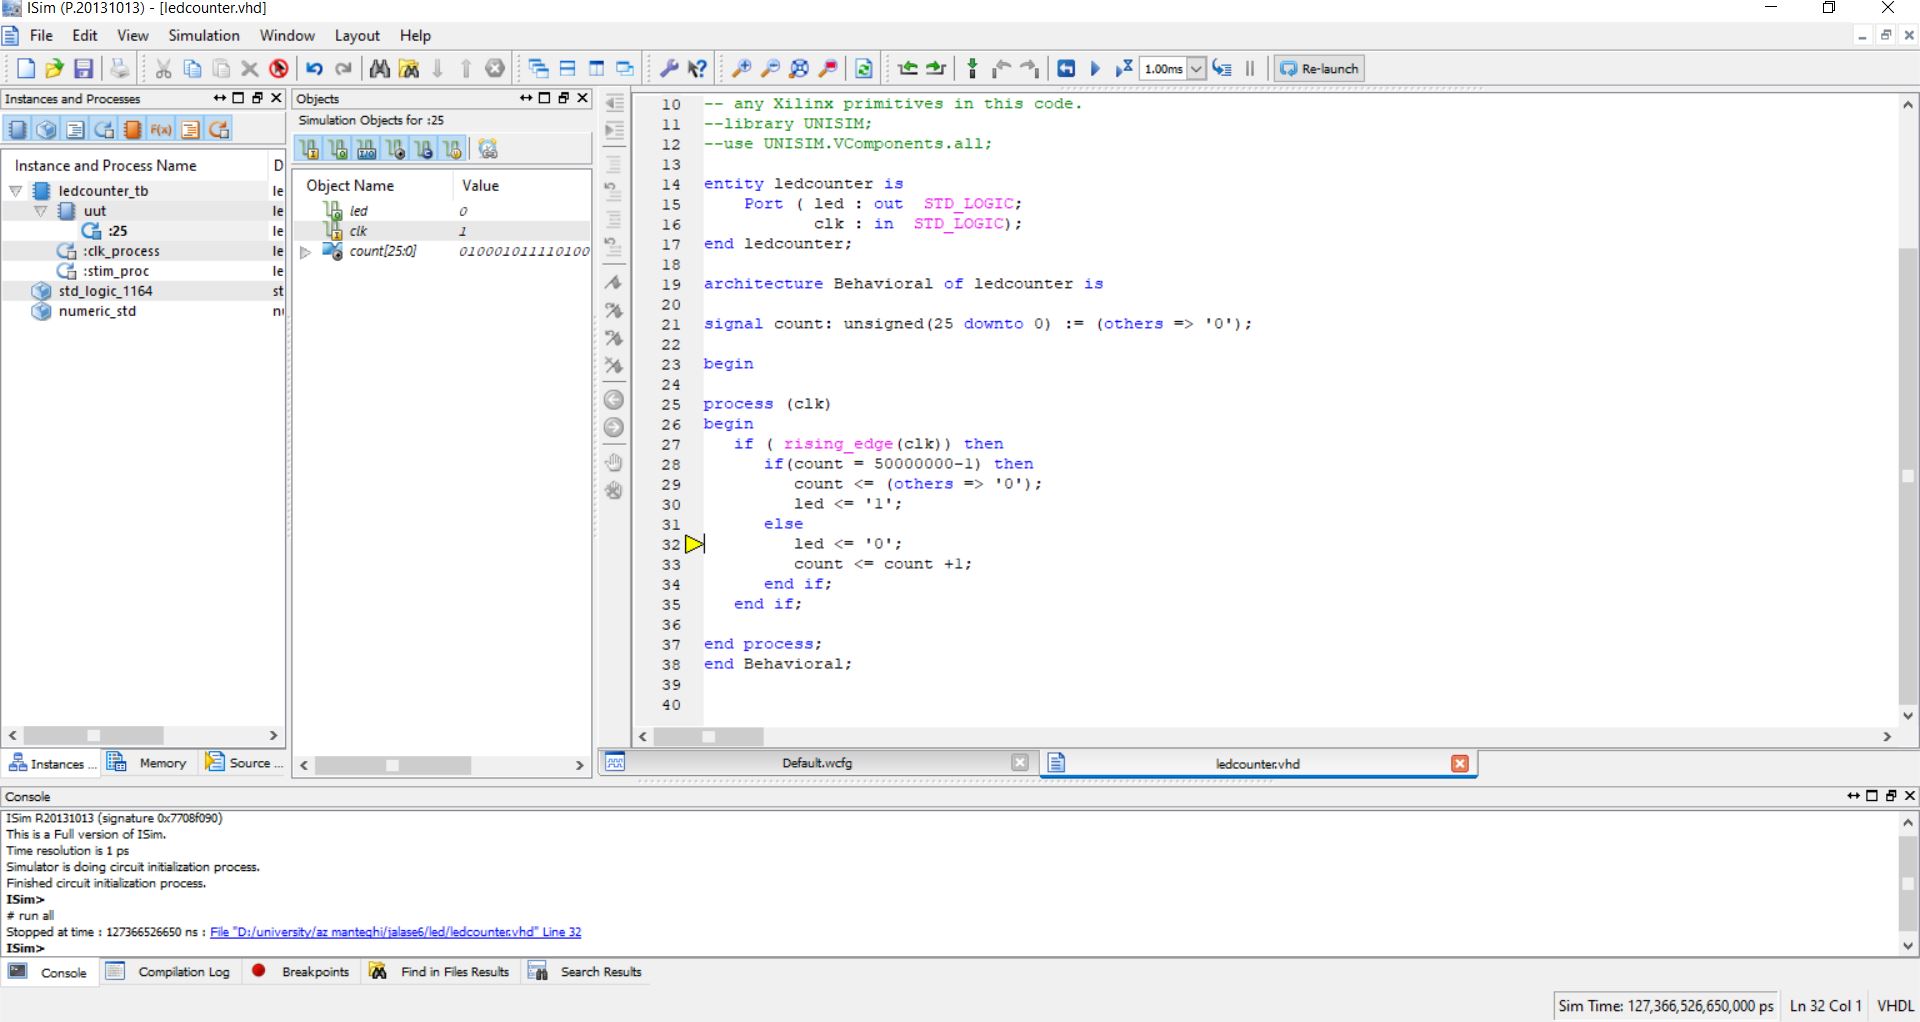 ISim (P.20131013) - [ledcounter.vhd]
File Edit View Simulation Window Layout Help
1.00ms Re-launch
Instances and Processes
Instance and Process Name D
ledcounter_tb le
uut le
:25 le
:clk_process le
:stim_proc le
std_logic_1164 st
numeric_std
Instances ... Memory Source ...
Objects
Simulation Objects for :25
Object Name Value
led 0
clk 1
count[25:0] 010001011110100
10 -- any Xilinx primitives in this code.
11 --library UNISIM;
12 --use UNISIM.VComponents.all;
13
14 entity ledcounter is
15 Port ( led : out STD_LOGIC;
16 clk : in STD_LOGIC);
17 end ledcounter;
18
19 architecture Behavioral of ledcounter is
20
21 signal count: unsigned(25 downto 0) := (others => '0');
22
23 begin
24
25 process (clk)
26 begin
27 if ( rising_edge(clk)) then
28 if(count = 50000000-1) then
29 count <= (others => '0');
30 led <= '1';
31 else
32 led <= '0';
33 count <= count +1;
34 end if;
35 end if;
36
37 end process;
38 end Behavioral;
39
40
Default.wcfg ledcounter.vhd
Console
ISim P.20131013 (signature 0x7708f090)
This is a Full version of ISim.
Time resolution is 1 ps
Simulator is doing circuit initialization process.
Finished circuit initialization process.
ISim>
# run all
Stopped at time : 127366526650 ns : File "D:/university/az manteghi/jalase6/led/ledcounter.vhd" Line 32
ISim>
Console Compilation Log Breakpoints Find in Files Results Search Results
Sim Time: 127,366,526,650,000 ps Ln 32 Col 1 VHDL